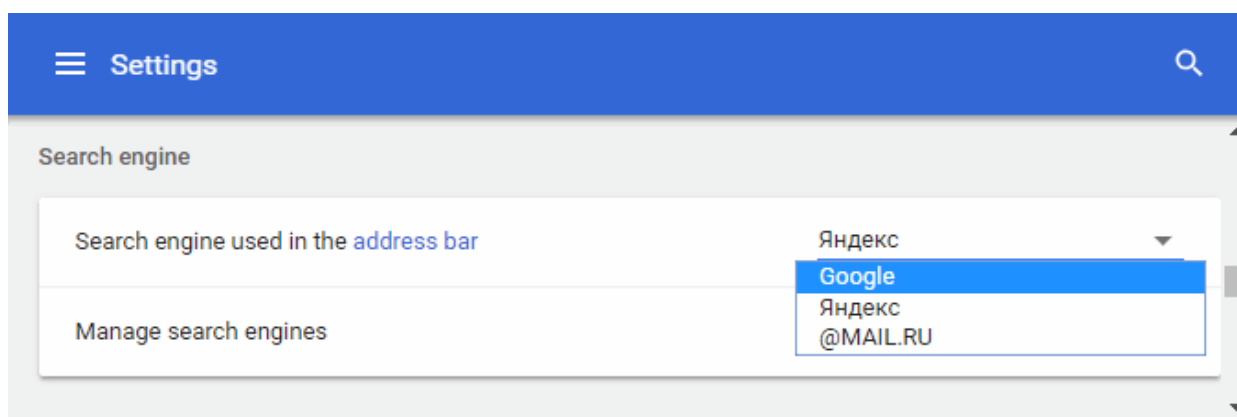 Settings
Search engine
Search engine used in the address bar
Яндекс
Google
Яндекс
@MAIL.RU
Manage search engines